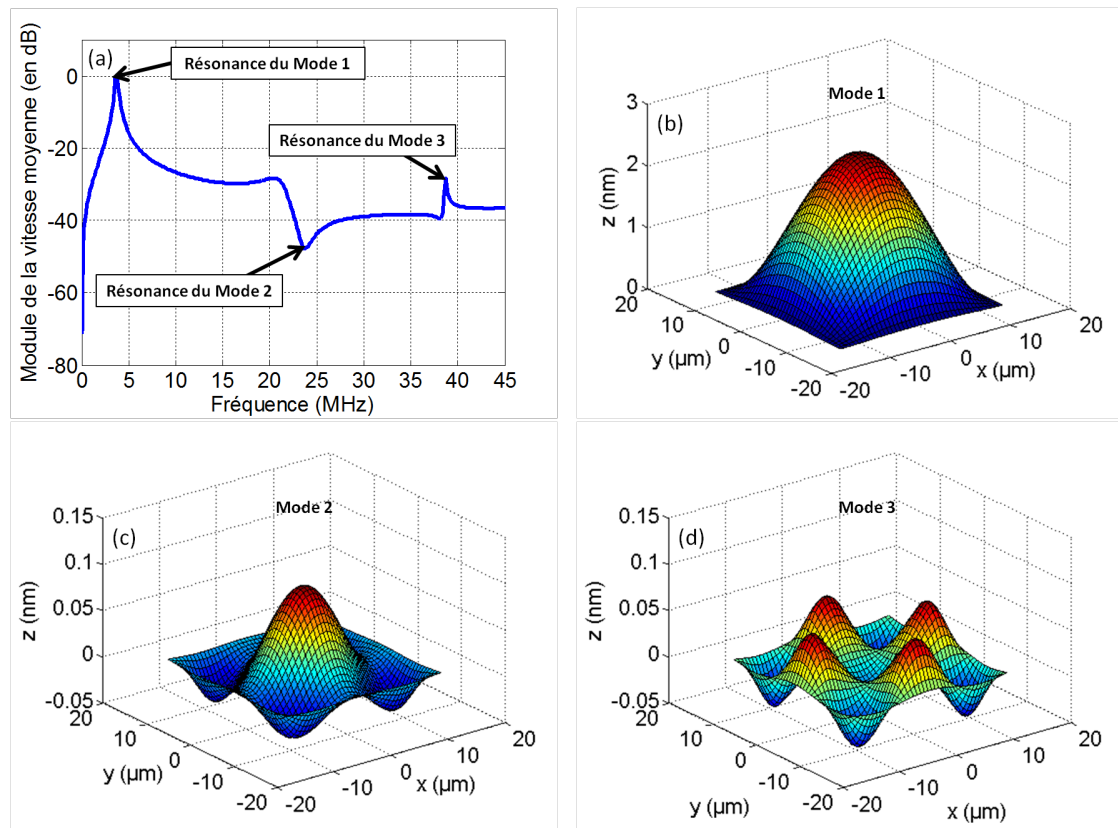 (a)
Résonance du Mode 1
Résonance du Mode 3
Résonance du Mode 2
Module de la vitesse moyenne (en dB)
0
-20
-40
-60
-80
0 5 10 15 20 25 30 35 40 45
Fréquence (MHz)
(b)
Mode 1
z (nm)
3
2
1
0
20
10
0
-10
-20
y (µm)
-20
-10
0
10
20
x (µm)
(c)
Mode 2
z (nm)
0.15
0.1
0.05
0
-0.05
20
10
0
-10
-20
y (µm)
-20
-10
0
10
20
x (µm)
(d)
Mode 3
z (nm)
0.15
0.1
0.05
0
-0.05
20
10
0
-10
-20
y (µm)
-20
-10
0
10
20
x (µm)